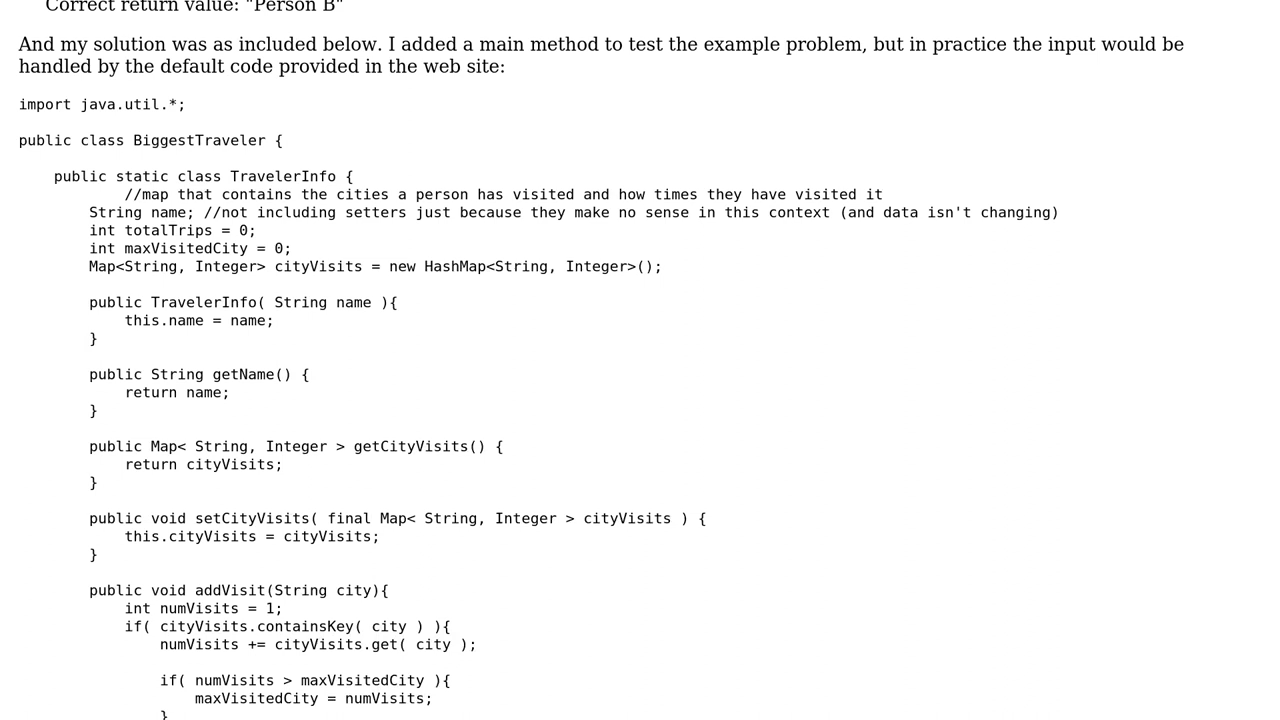 Correct return value: "Person B"
And my solution was as included below. I added a main method to test the example problem, but in practice the input would be
handled by the default code provided in the web site:
import java.util.*;
public class BiggestTraveler {
    public static class TravelerInfo {
            //map that contains the cities a person has visited and how times they have visited it
        String name; //not including setters just because they make no sense in this context (and data isn't changing)
        int totalTrips = 0;
        int maxVisitedCity = 0;
        Map<String, Integer> cityVisits = new HashMap<String, Integer>();
        public TravelerInfo( String name ){
            this.name = name;
        }
        public String getName() {
            return name;
        }
        public Map< String, Integer > getCityVisits() {
            return cityVisits;
        }
        public void setCityVisits( final Map< String, Integer > cityVisits ) {
            this.cityVisits = cityVisits;
        }
        public void addVisit(String city){
            int numVisits = 1;
            if( cityVisits.containsKey( city ) ){
                numVisits += cityVisits.get( city );
                if( numVisits > maxVisitedCity ){
                    maxVisitedCity = numVisits;
                }